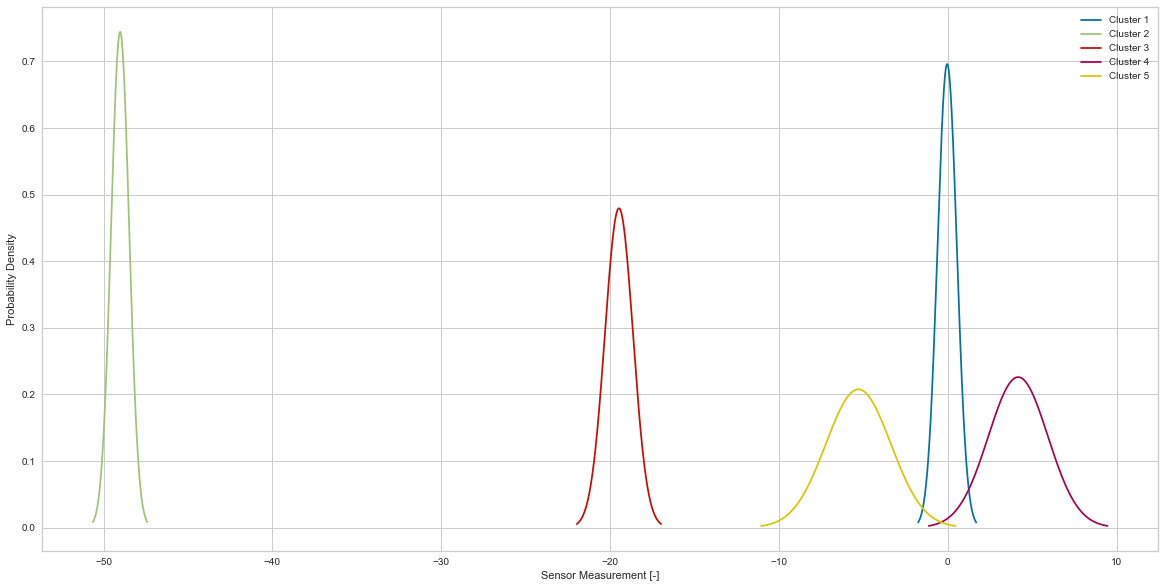 Cluster 1
Cluster 2
Cluster 3
Cluster 4
Cluster 5
0.7
0.6
0.5
0.4
0.3
0.2
0.1
0.0
Probability Density
−50 −40 −30 −20 −10 0 10
Sensor Measurement [-]